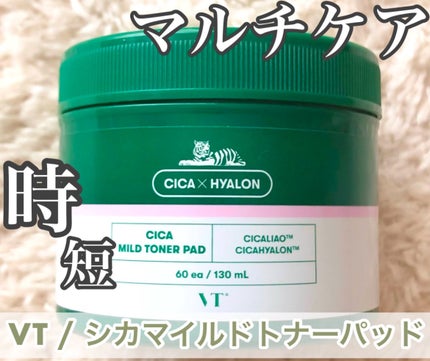 マルチケア
CICA×HYALON
時短
CICA
MILD TONER PAD
CICALIAO™
CICAHYALON™
60 ea / 130 mL
VT®
VT / シカマイルドトナーパッド